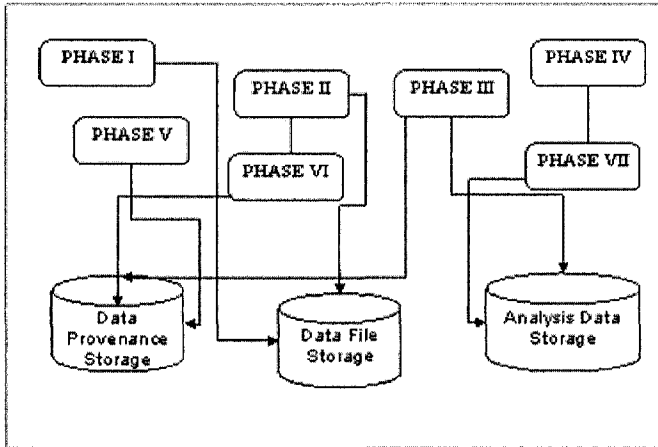 PHASE I
PHASE II
PHASE III
PHASE IV
PHASE V
PHASE VI
PHASE VII
Data
Provenance
Storage
Data File
Storage
Analysis Data
Storage